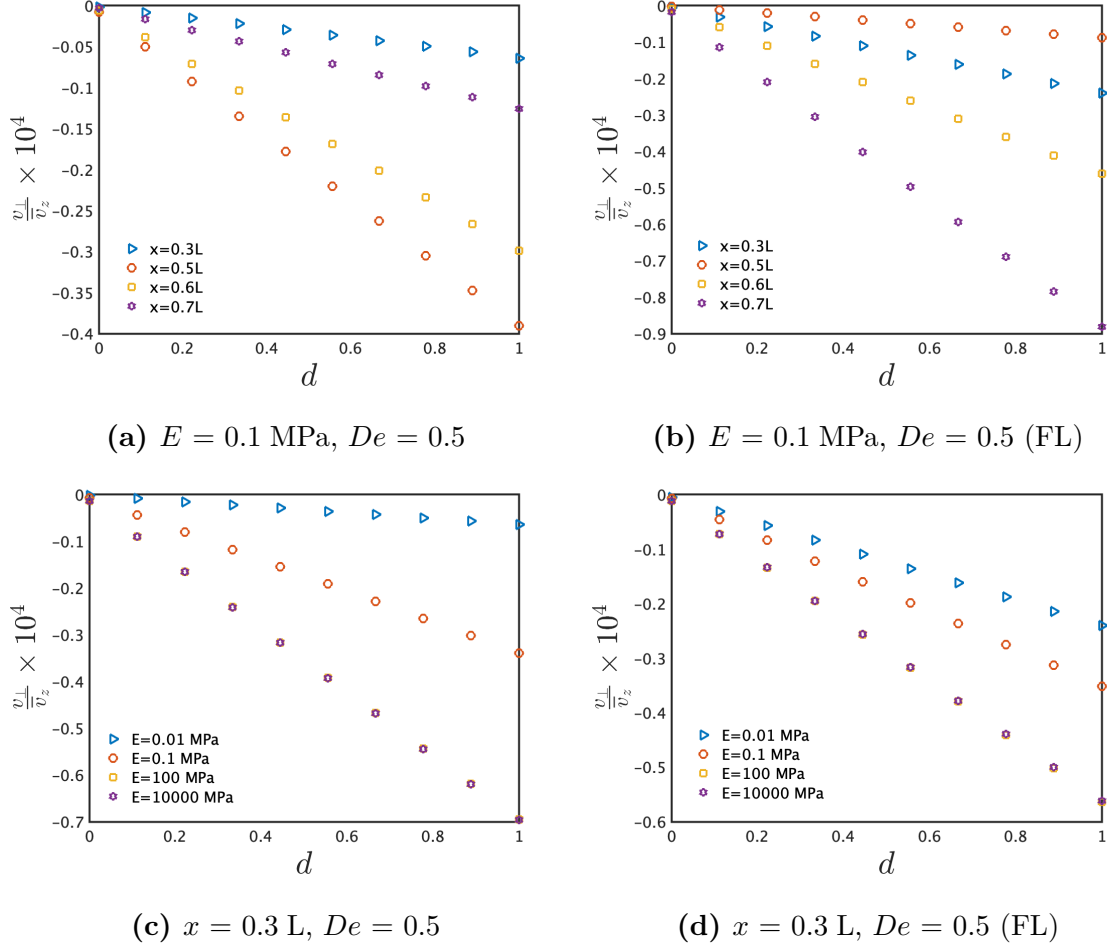 0
−0.05
−0.1
−0.15
−0.2
−0.25
−0.3
−0.35
−0.4
v⊥/v̄z × 10⁴
x=0.3L
x=0.5L
x=0.6L
x=0.7L
0 0.2 0.4 0.6 0.8 1
d
(a) E = 0.1 MPa, De = 0.5
0
−0.1
−0.2
−0.3
−0.4
−0.5
−0.6
−0.7
−0.8
−0.9
v⊥/v̄z × 10⁴
x=0.3L
x=0.5L
x=0.6L
x=0.7L
0 0.2 0.4 0.6 0.8 1
d
(b) E = 0.1 MPa, De = 0.5 (FL)
0
−0.1
−0.2
−0.3
−0.4
−0.5
−0.6
−0.7
v⊥/v̄z × 10⁴
E=0.01 MPa
E=0.1 MPa
E=100 MPa
E=10000 MPa
0 0.2 0.4 0.6 0.8 1
d
(c) x = 0.3 L, De = 0.5
0
−0.1
−0.2
−0.3
−0.4
−0.5
−0.6
v⊥/v̄z × 10⁴
E=0.01 MPa
E=0.1 MPa
E=100 MPa
E=10000 MPa
0 0.2 0.4 0.6 0.8 1
d
(d) x = 0.3 L, De = 0.5 (FL)